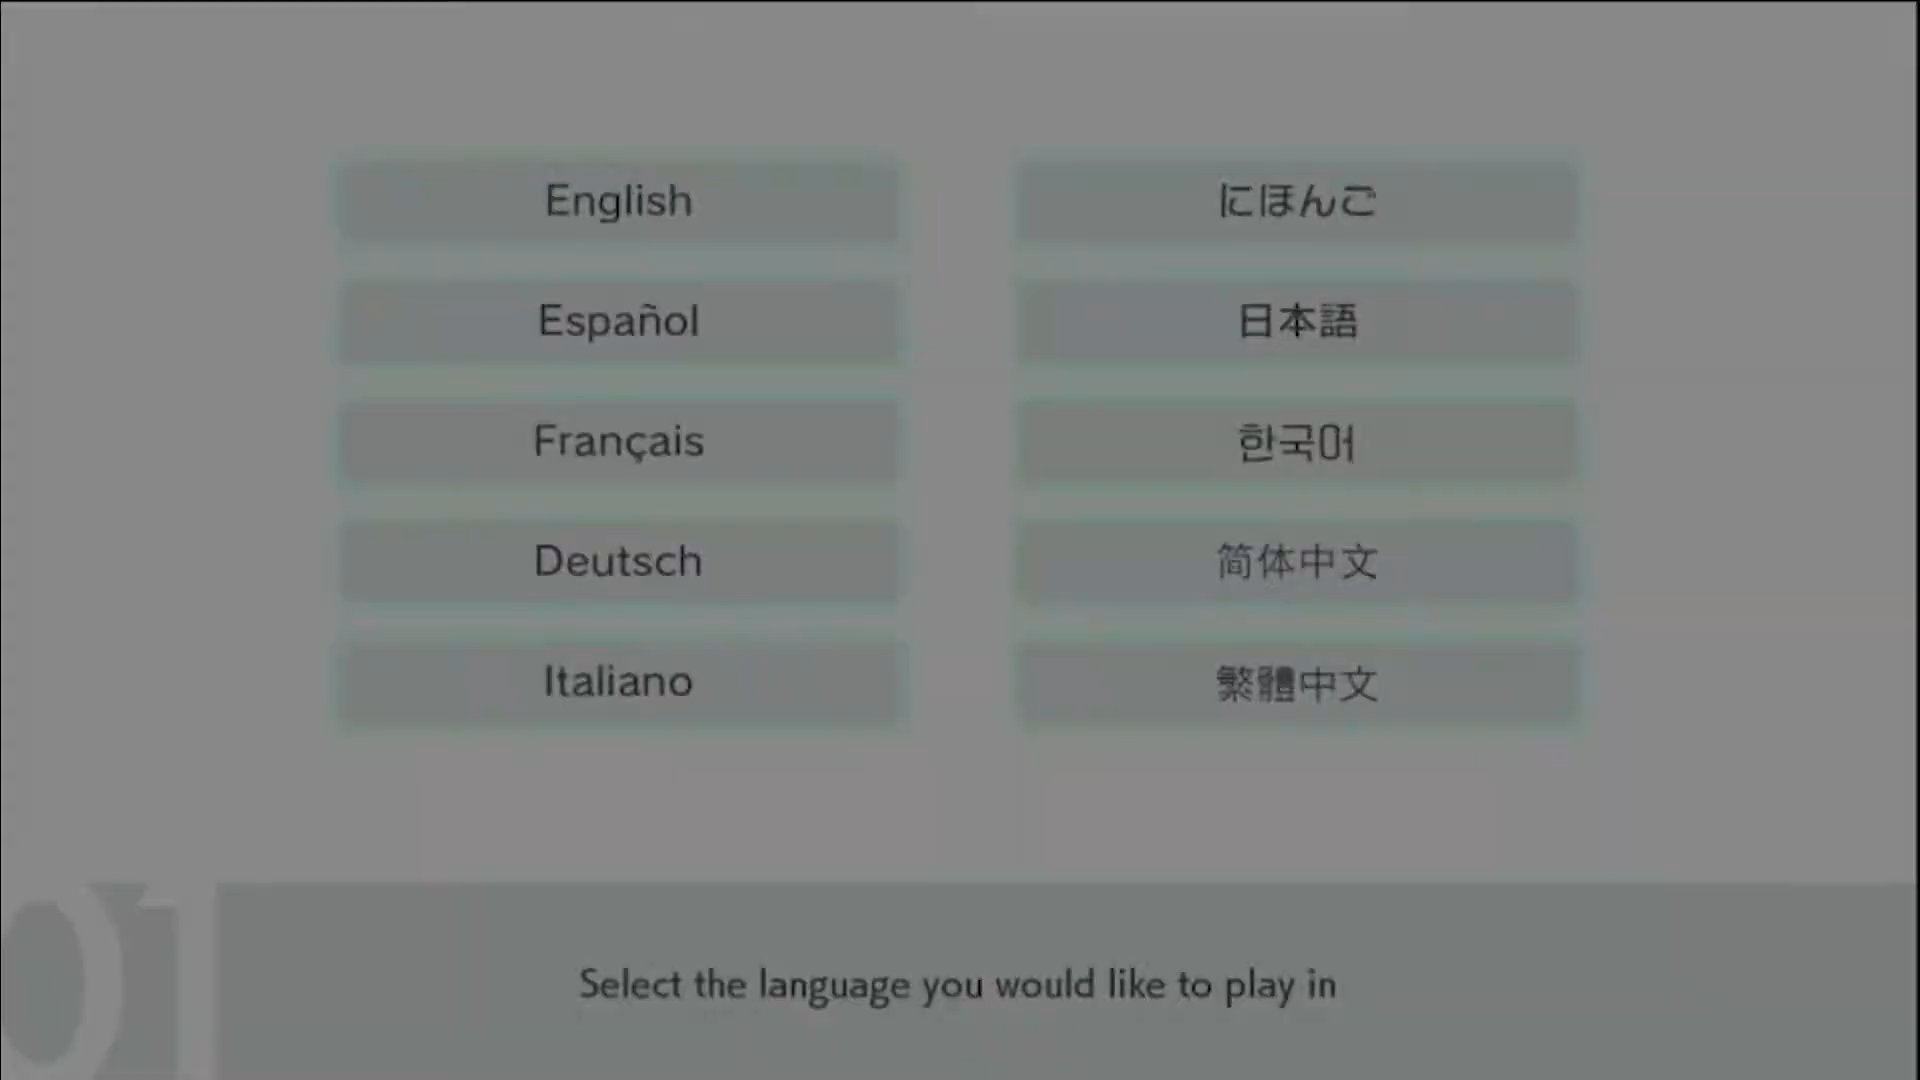 English
Español
Français
Deutsch
Italiano
にほんご
日本語
한국어
简体中文
繁體中文
01
Select the language you would like to play in